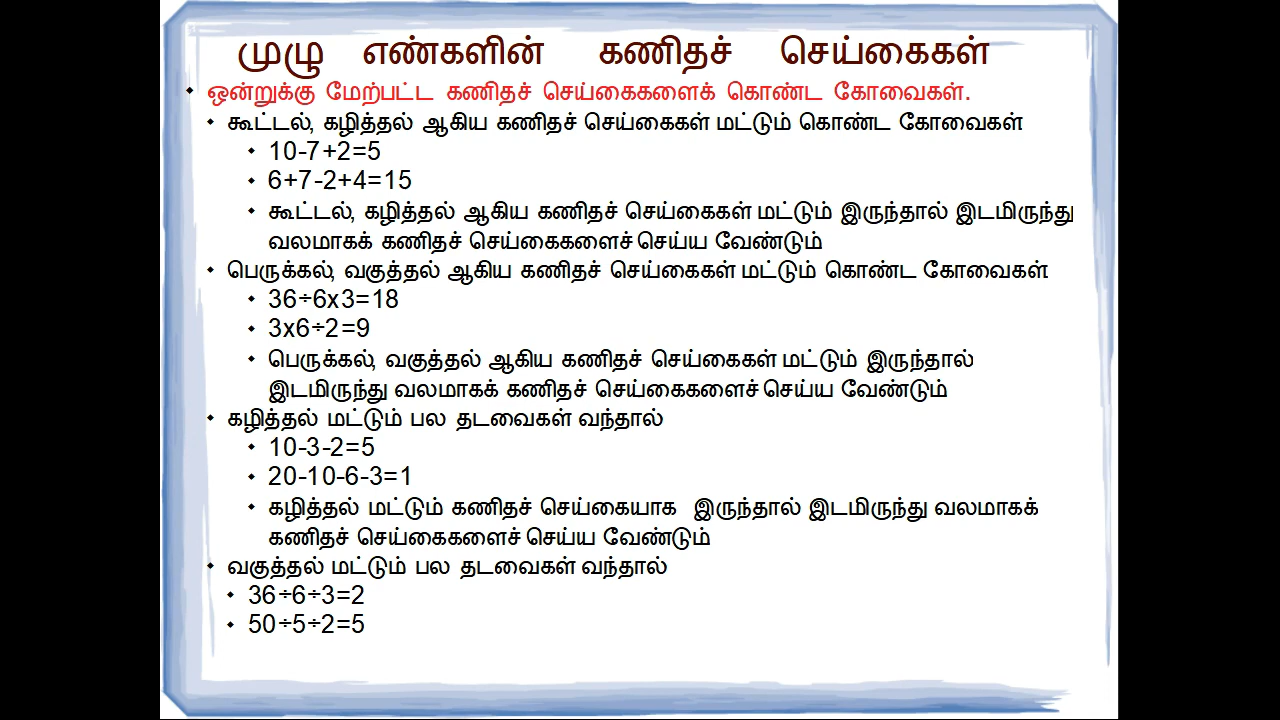 முழு எண்களின் கணிதச் செய்கைகள்
ஒன்றுக்கு மேற்பட்ட கணிதச் செய்கைகளைக் கொண்ட கோவைகள்.
கூட்டல், கழித்தல் ஆகிய கணிதச் செய்கைகள் மட்டும் கொண்ட கோவைகள்
10-7+2=5
6+7-2+4=15
கூட்டல், கழித்தல் ஆகிய கணிதச் செய்கைகள் மட்டும் இருந்தால் இடமிருந்து
வலமாகக் கணிதச் செய்கைகளைச் செய்ய வேண்டும்
பெருக்கல், வகுத்தல் ஆகிய கணிதச் செய்கைகள் மட்டும் கொண்ட கோவைகள்
36÷6x3=18
3x6÷2=9
பெருக்கல், வகுத்தல் ஆகிய கணிதச் செய்கைகள் மட்டும் இருந்தால்
இடமிருந்து வலமாகக் கணிதச் செய்கைகளைச் செய்ய வேண்டும்
கழித்தல் மட்டும் பல தடவைகள் வந்தால்
10-3-2=5
20-10-6-3=1
கழித்தல் மட்டும் கணிதச் செய்கையாக இருந்தால் இடமிருந்து வலமாகக்
கணிதச் செய்கைகளைச் செய்ய வேண்டும்
வகுத்தல் மட்டும் பல தடவைகள் வந்தால்
36÷6÷3=2
50÷5÷2=5